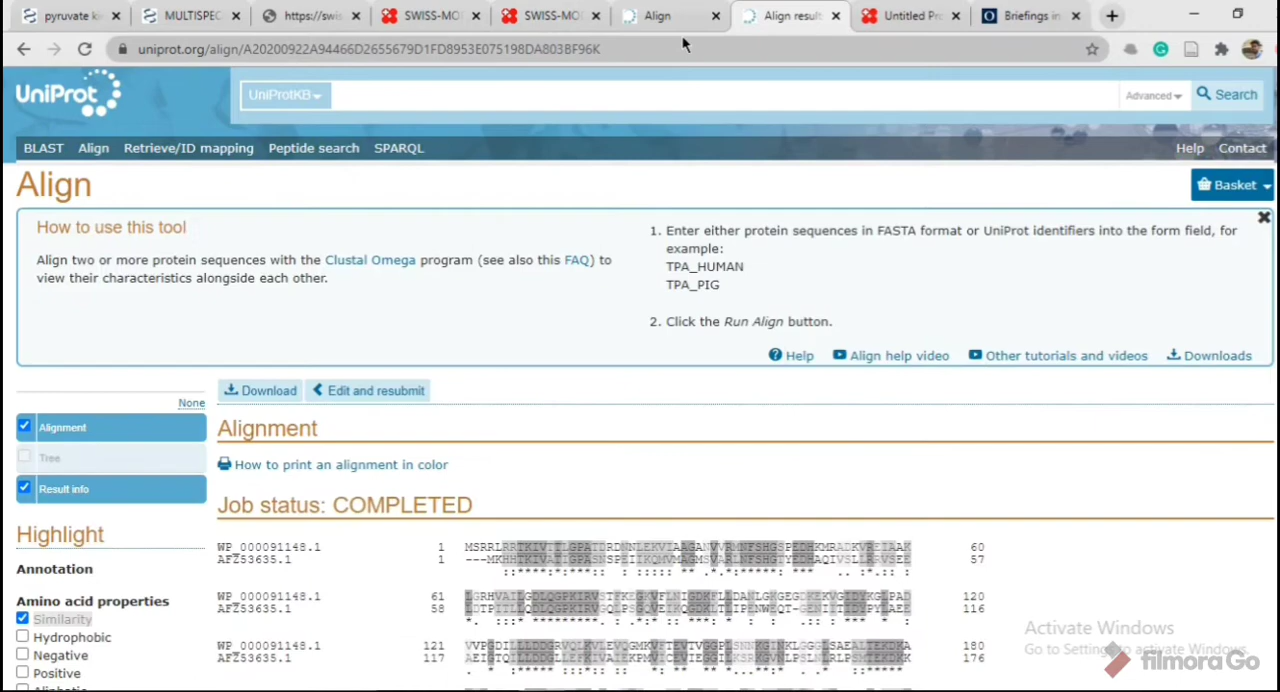 pyruvate ki
MULTISPEC
https://swis
SWISS-MO
SWISS-MO
Align
Align result
Untitled Pro
Briefings in
uniprot.org/align/A20200922A94466D2655679D1FD8953E075198DA803BF96K
UniProt
UniProtKB
Advanced
Search
BLAST Align Retrieve/ID mapping Peptide search SPARQL
Help Contact
Align
Basket
How to use this tool
Align two or more protein sequences with the Clustal Omega program (see also this FAQ) to
view their characteristics alongside each other.
1. Enter either protein sequences in FASTA format or UniProt identifiers into the form field, for
example:
TPA_HUMAN
TPA_PIG
2. Click the Run Align button.
Help Align help video Other tutorials and videos Downloads
Download Edit and resubmit
None
Alignment
Tree
Result info
Alignment
How to print an alignment in color
Job status: COMPLETED
Highlight
Annotation
Amino acid properties
Similarity
Hydrophobic
Negative
Positive
WP_000091148.1 1 60
AFZ53635.1 1 57
WP_000091148.1 61 120
AFZ53635.1 58 116
WP_000091148.1 121 180
AFZ53635.1 117 176
Activate Windows
Go to Settings to activate Windows.
filmoraGo